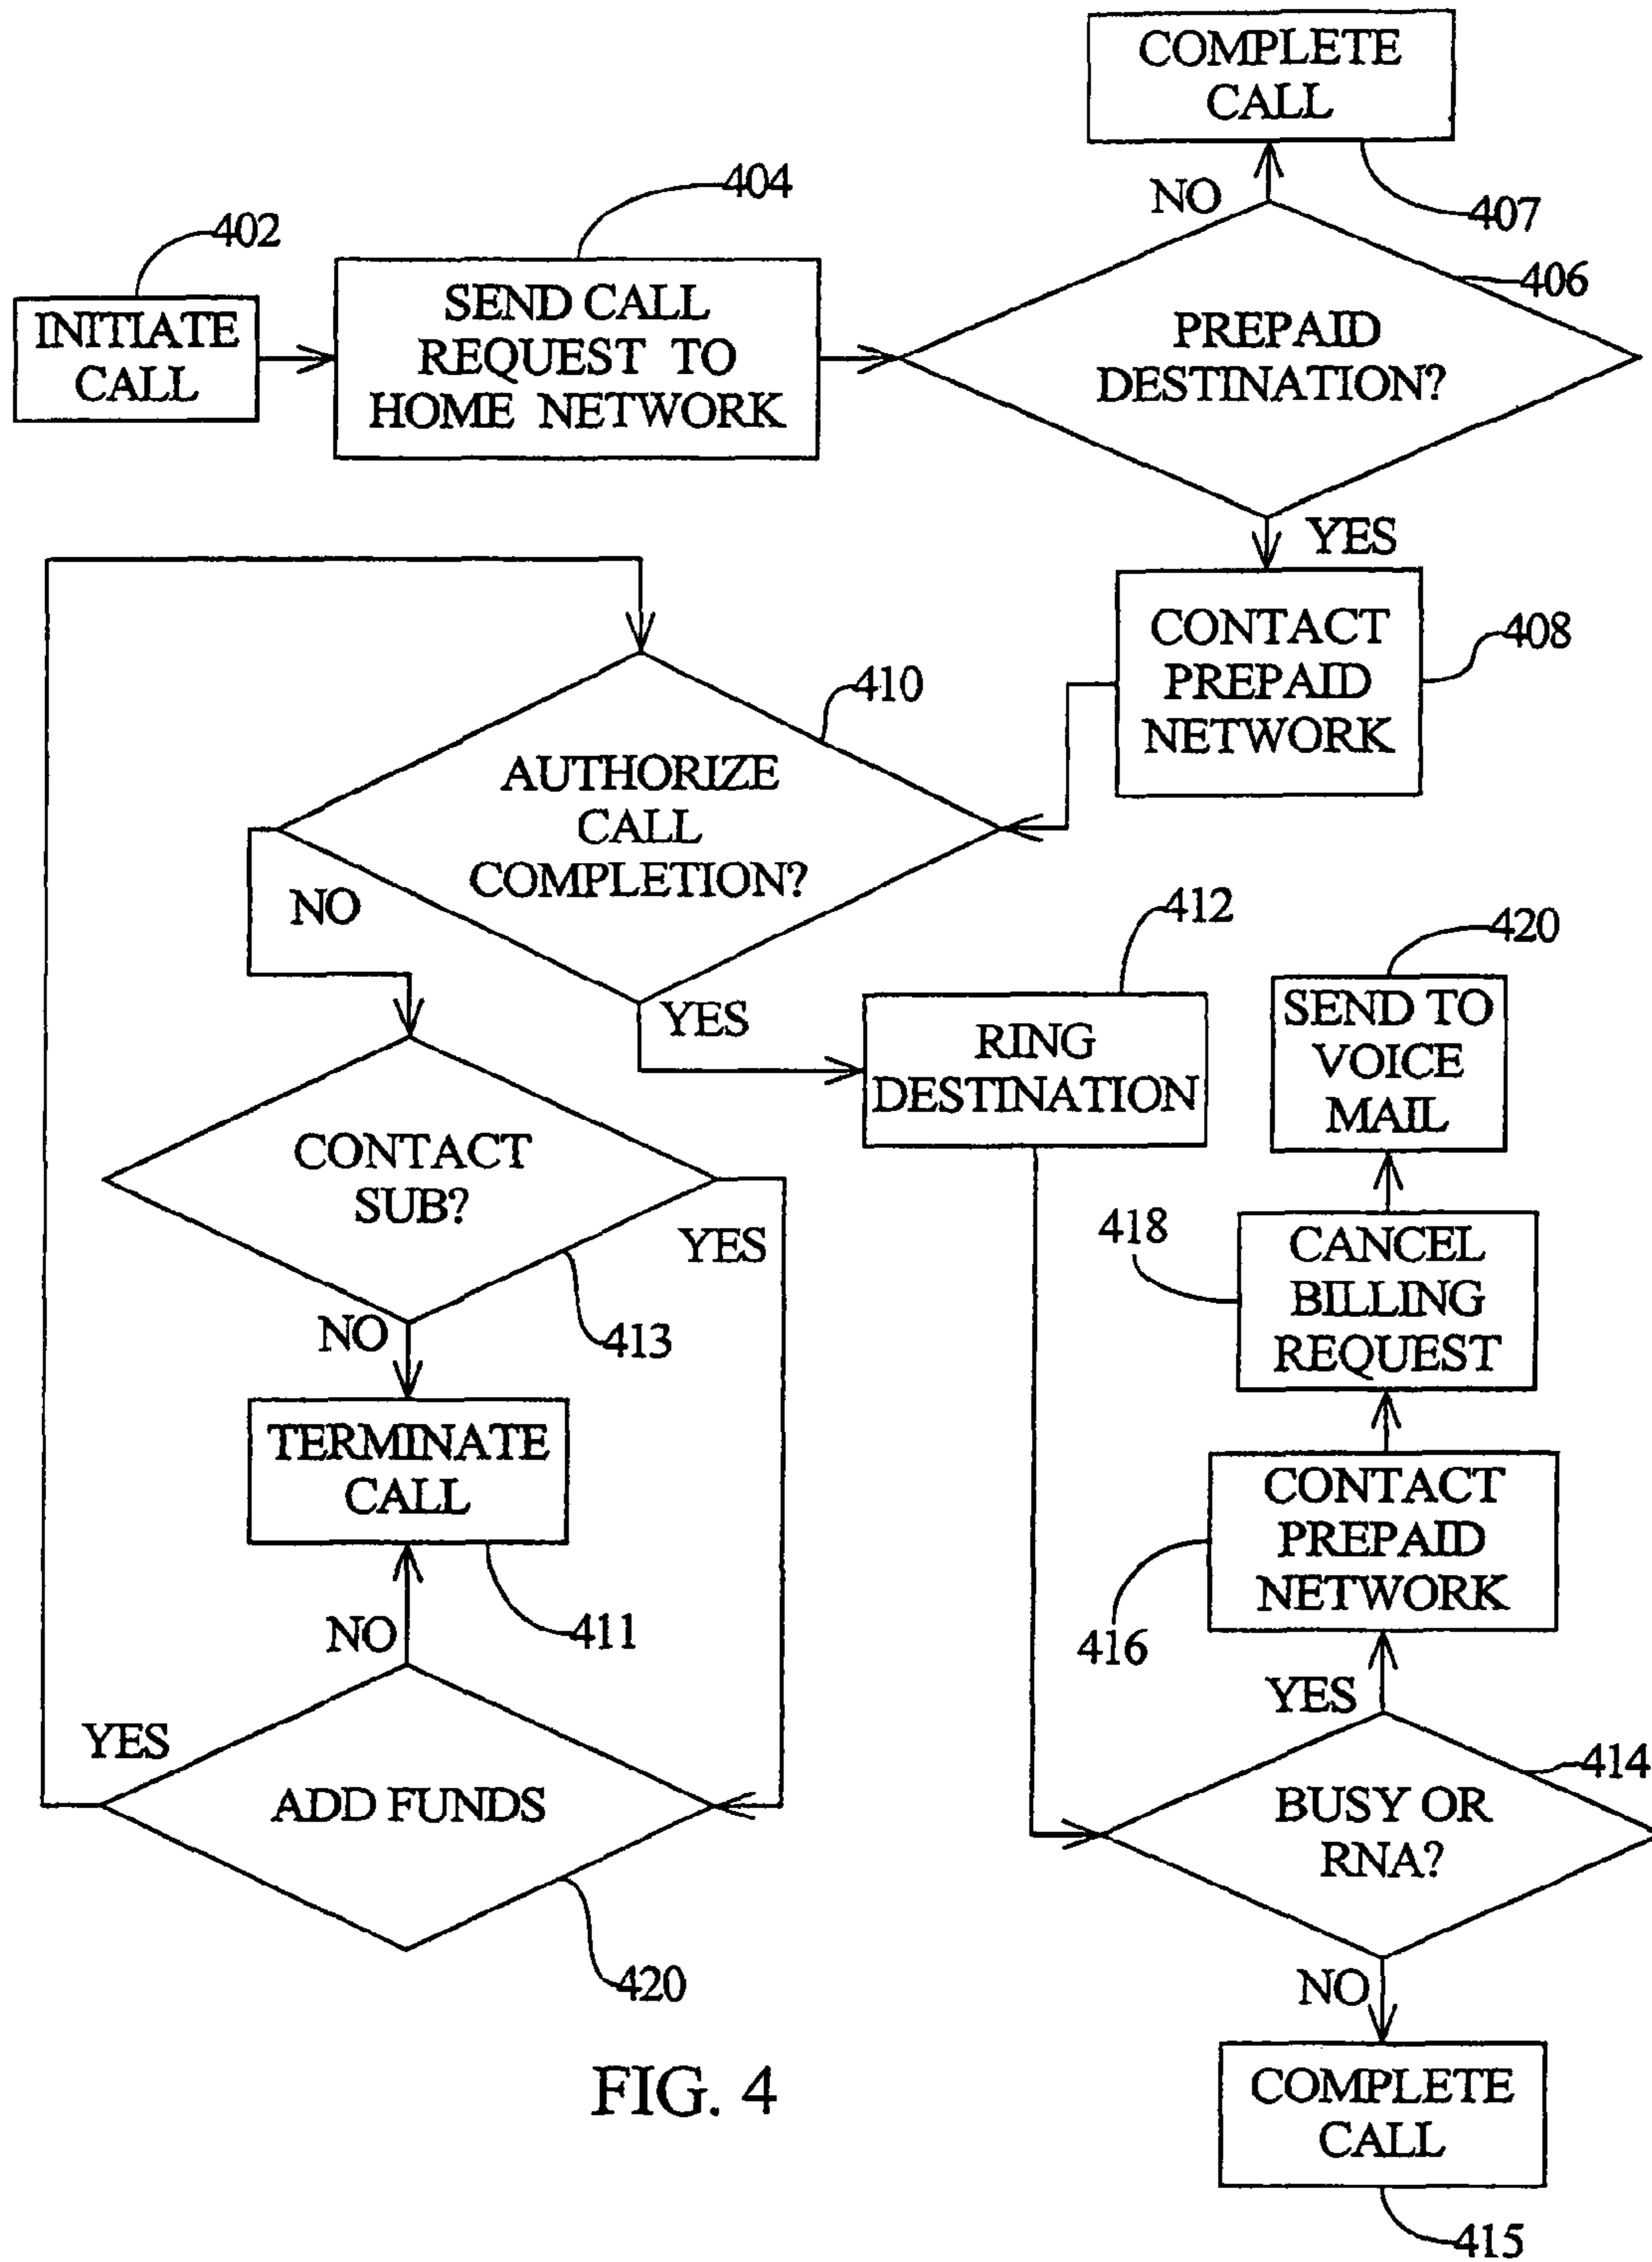 COMPLETE
CALL
NO
407
404
402
INITIATE
CALL
SEND CALL
REQUEST TO
HOME NETWORK
406
PREPAID
DESTINATION?
YES
CONTACT
PREPAID
NETWORK
408
410
AUTHORIZE
CALL
COMPLETION?
NO
YES
412
RING
DESTINATION
420
SEND TO
VOICE
MAIL
CONTACT
SUB?
YES
NO
413
418
CANCEL
BILLING
REQUEST
TERMINATE
CALL
411
NO
CONTACT
PREPAID
NETWORK
416
YES
YES
ADD FUNDS
420
414
BUSY OR
RNA?
NO
COMPLETE
CALL
415
FIG. 4